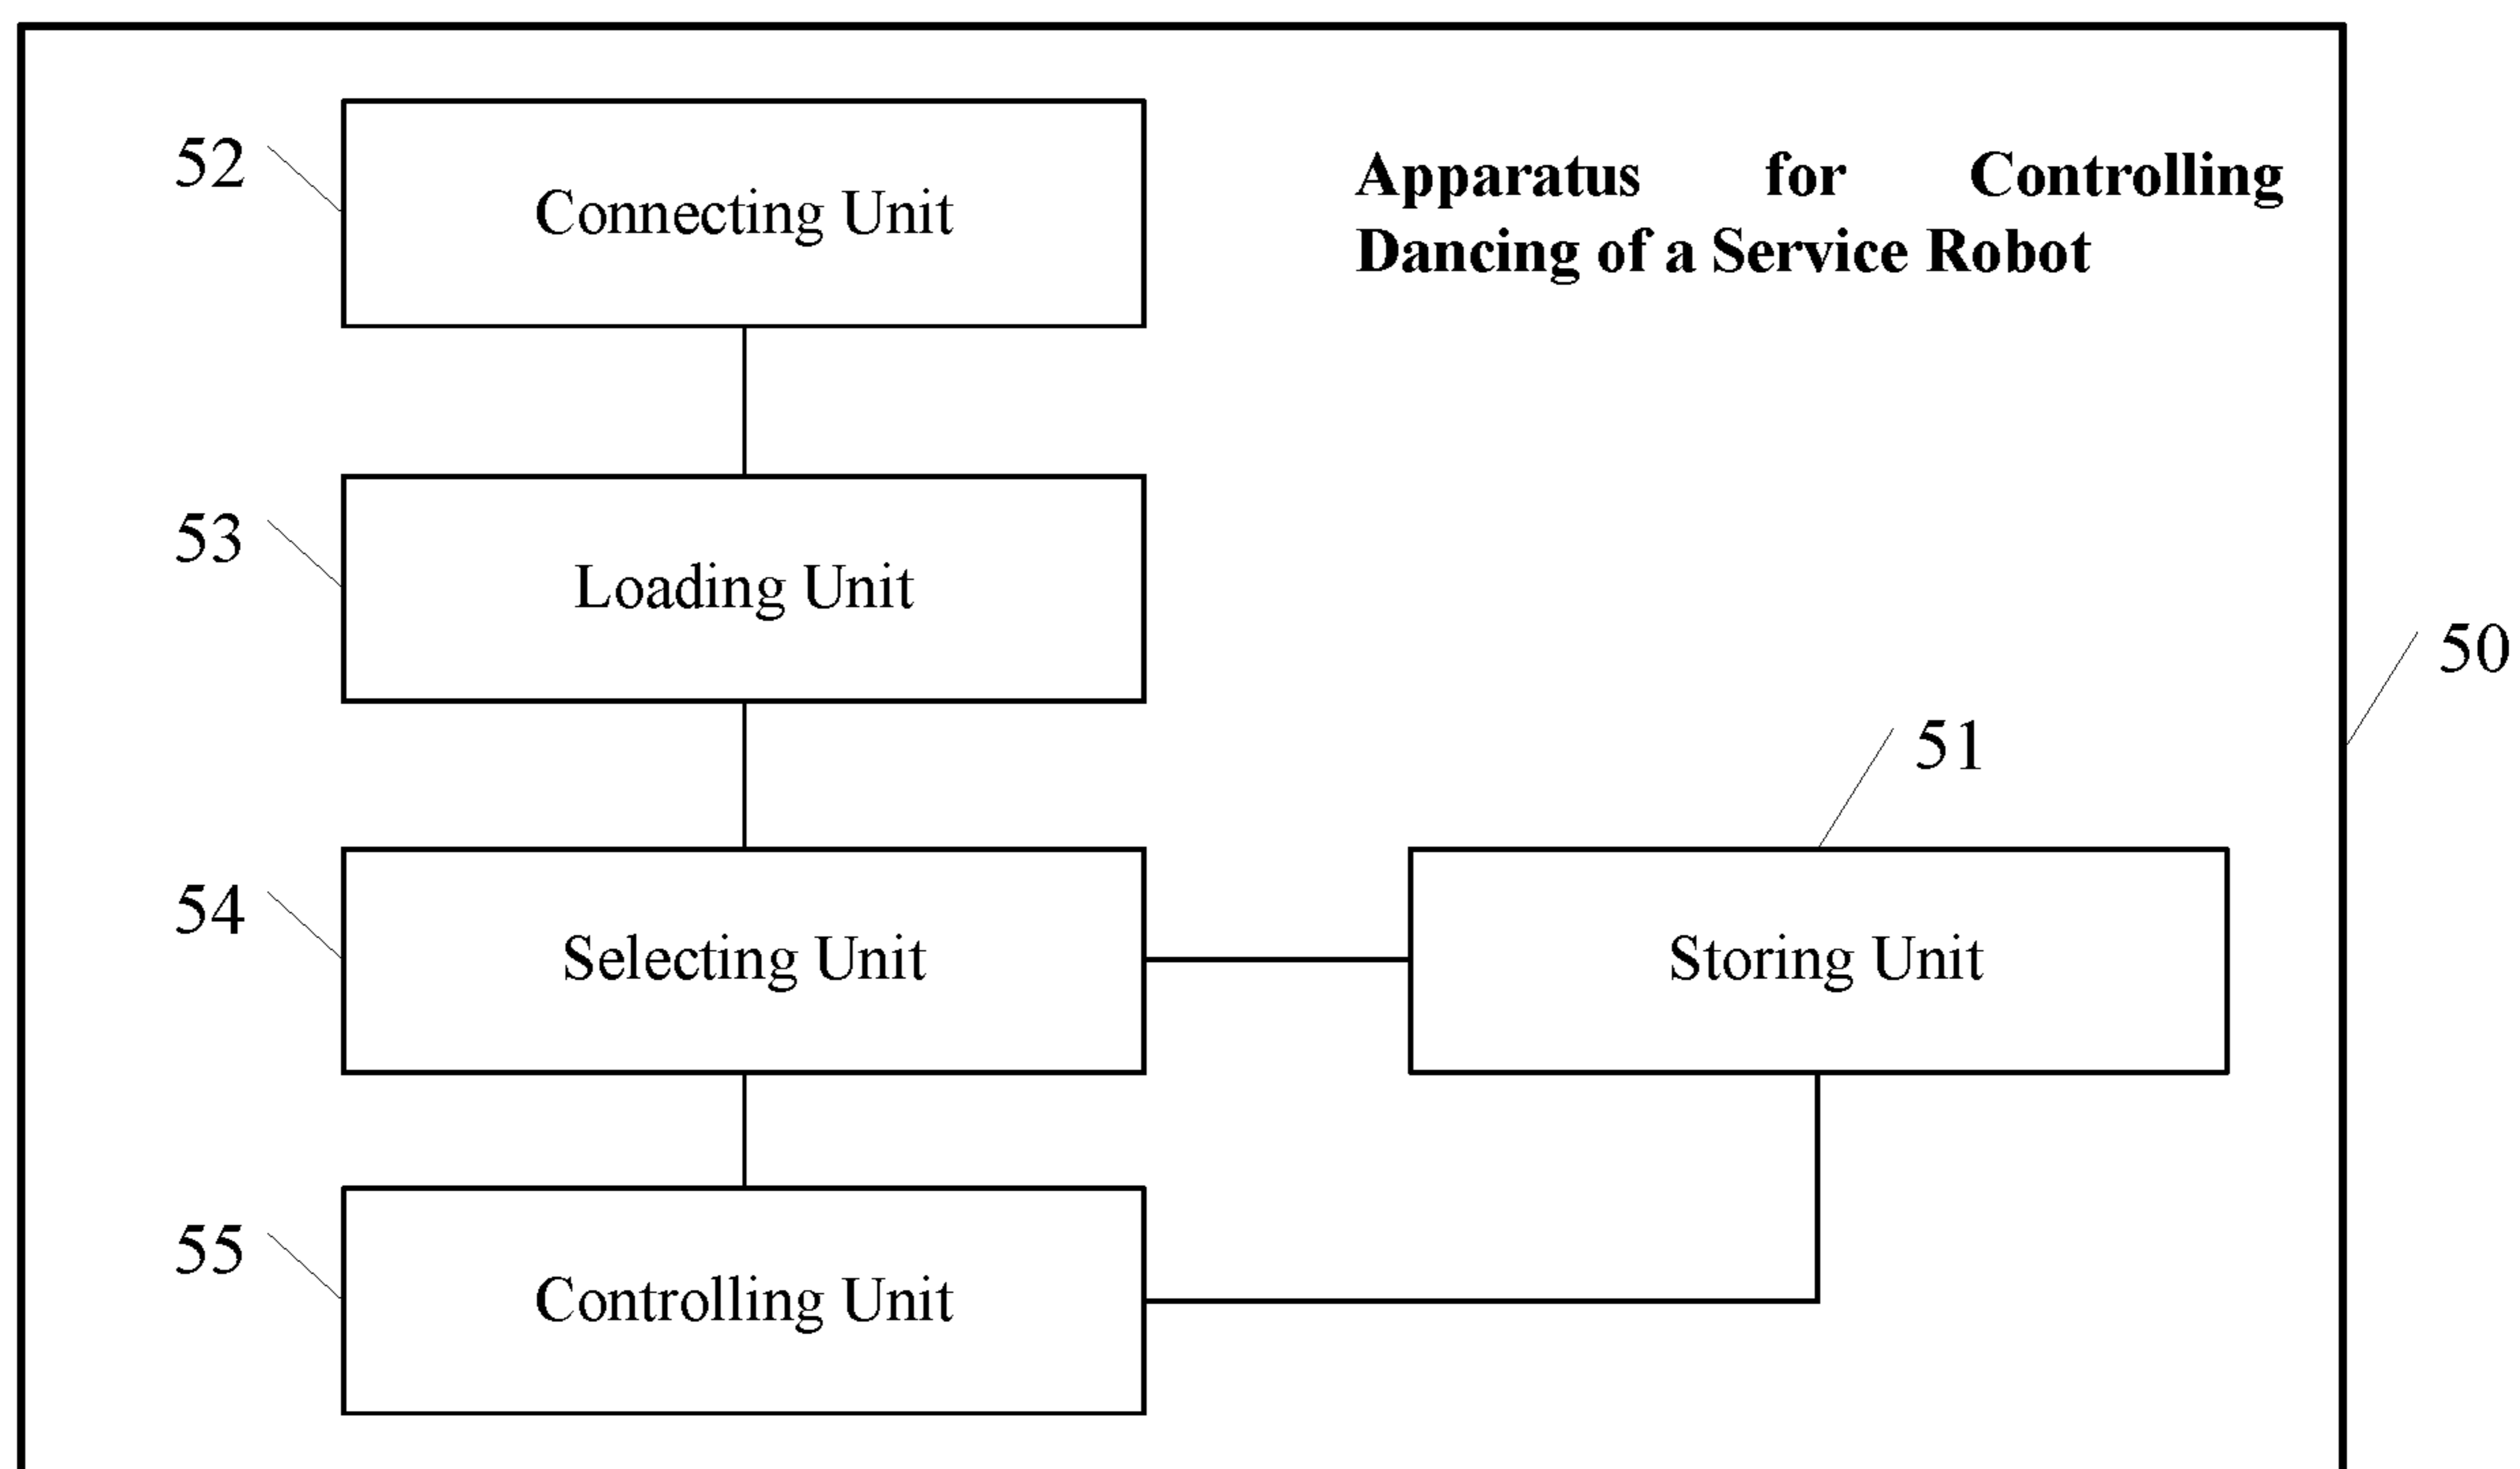 52
Connecting Unit
Apparatus for Controlling
Dancing of a Service Robot
53
Loading Unit
50
51
54
Selecting Unit
Storing Unit
55
Controlling Unit